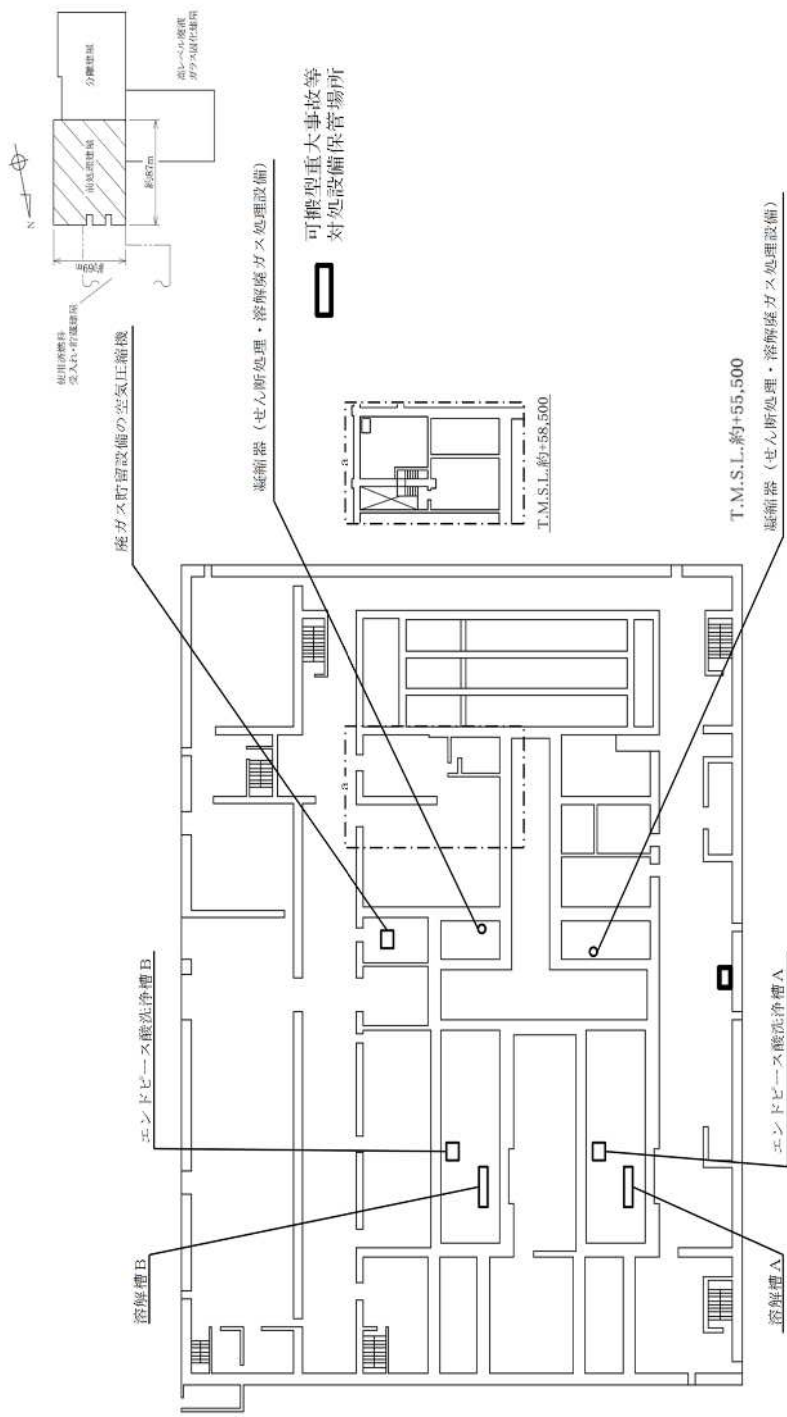 N
使用済燃料
受入れ・貯蔵建屋
前処理建屋
約87m
分離建屋
高レベル廃液
ガラス固化建屋
可搬型重大事故等
対処設備保管場所
廃ガス貯留設備の空気圧縮機
凝縮器（せん断処理・溶解廃ガス処理設備）
エンドピース酸洗浄槽B
溶解槽B
a
a
T.M.S.L.約+58,500
T.M.S.L.約+55,500
凝縮器（せん断処理・溶解廃ガス処理設備）
エンドピース酸洗浄槽A
溶解槽A